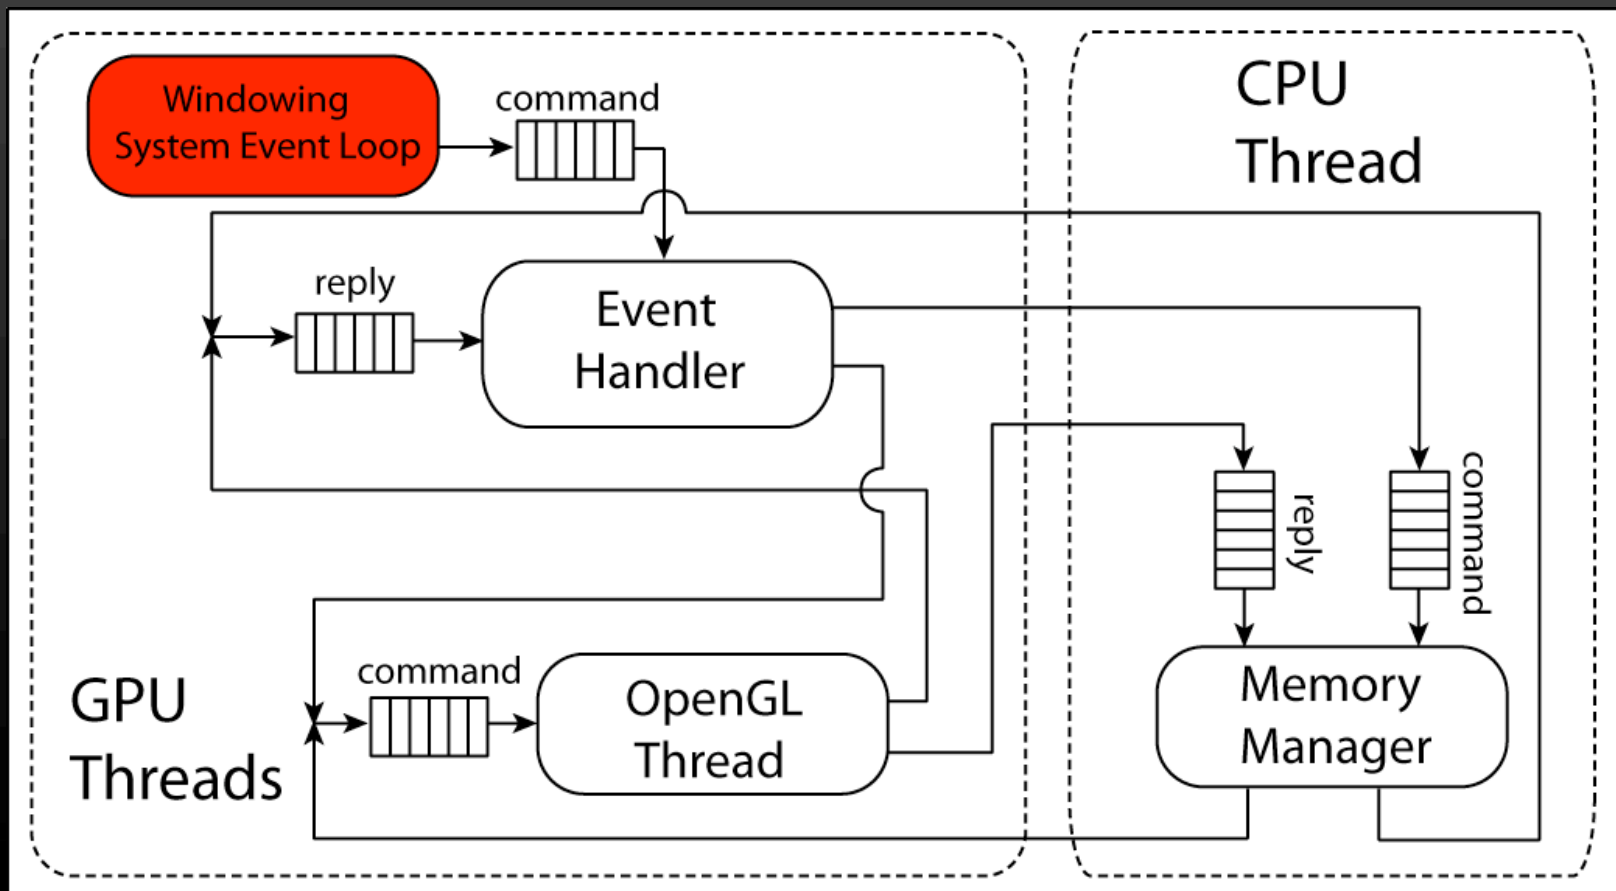 Windowing
System Event Loop
command
CPU
Thread
reply
Event
Handler
reply
command
GPU
Threads
command
OpenGL
Thread
Memory
Manager